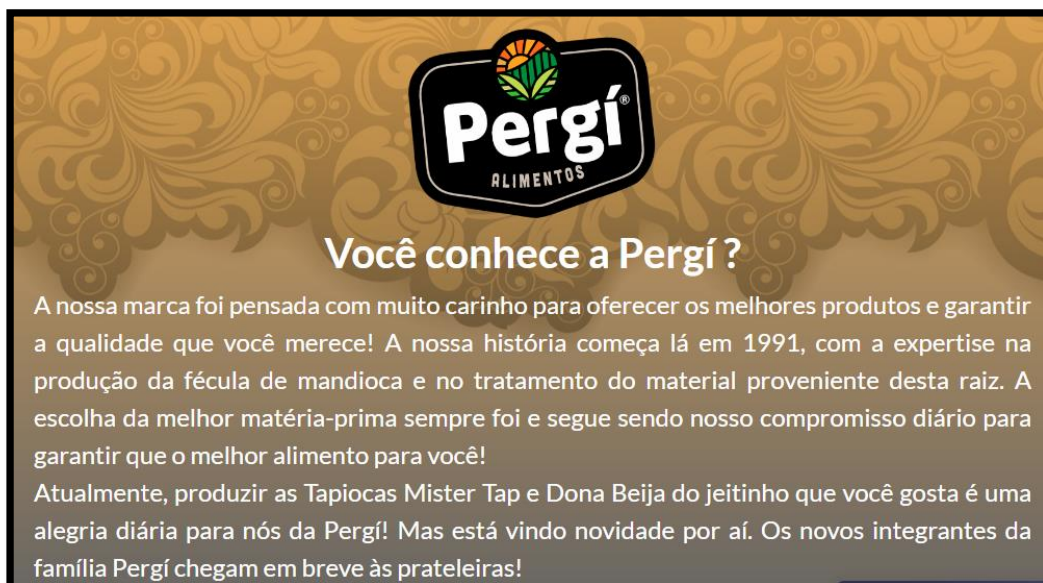 Pergí®
ALIMENTOS
Você conhece a Pergí ?
A nossa marca foi pensada com muito carinho para oferecer os melhores produtos e garantir
a qualidade que você merece! A nossa história começa lá em 1991, com a expertise na
produção da fécula de mandioca e no tratamento do material proveniente desta raiz. A
escolha da melhor matéria-prima sempre foi e segue sendo nosso compromisso diário para
garantir que o melhor alimento para você!
Atualmente, produzir as Tapiocas Mister Tap e Dona Beija do jeitinho que você gosta é uma
alegria diária para nós da Pergí! Mas está vindo novidade por aí. Os novos integrantes da
família Pergí chegam em breve às prateleiras!